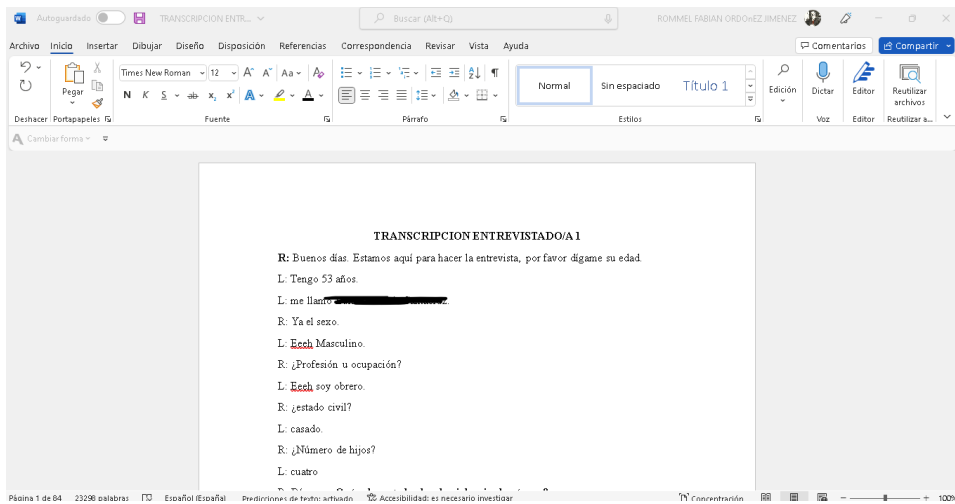 Autoguardado
TRANSCRIPCION ENTR...
Buscar (Alt+Q)
ROMMEL FABIAN ORDOñEZ JIMENEZ
Archivo Inicio Insertar Dibujar Diseño Disposición Referencias Correspondencia Revisar Vista Ayuda
Comentarios Compartir
Times New Roman 12 A A Aa A
Pegar
N K S ab x₂ x² A A
Normal Sin espaciado Título 1
Edición Dictar Editor Reutilizar archivos
Deshacer Portapapeles Fuente Párrafo Estilos Voz Editor Reutilizar a...
A Cambiar forma
TRANSCRIPCION ENTREVISTADO/A 1
R: Buenos días. Estamos aquí para hacer la entrevista, por favor dígame su edad.
L: Tengo 53 años.
L: me llamo
R: Ya el sexo.
L: Eeeh Masculino.
R: ¿Profesión u ocupación?
L: Eeeh soy obrero.
R: ¿estado civil?
L: casado.
R: ¿Número de hijos?
L: cuatro
Página 1 de 84 23298 palabras Español (España) Predicciones de texto: activado Accesibilidad: es necesario investigar Concentración 100%